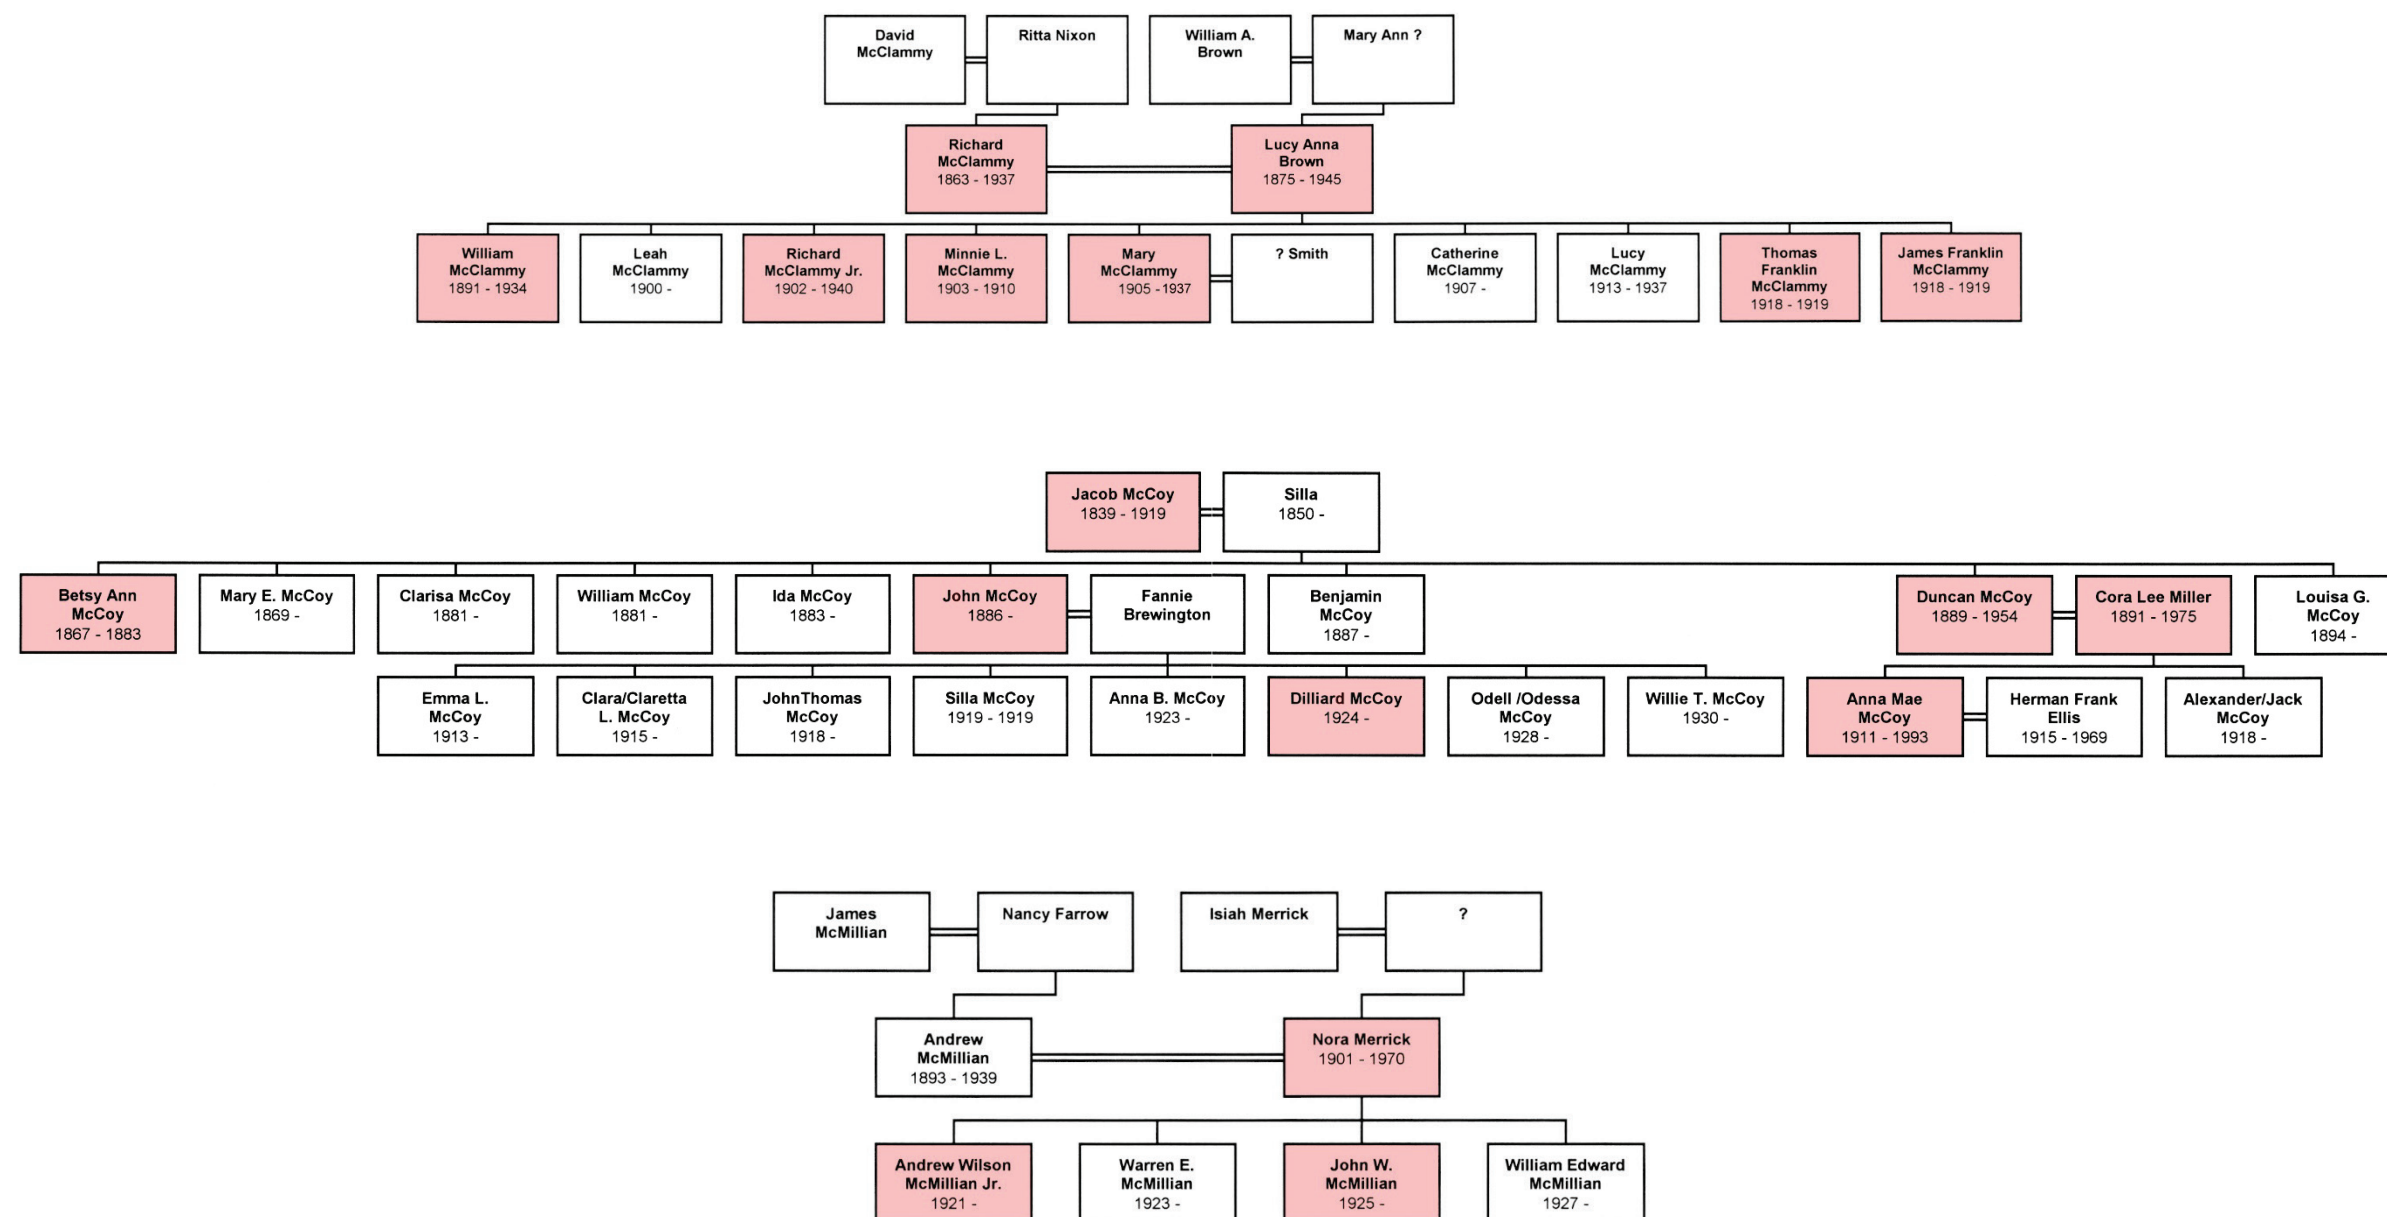 David
McClammy
Ritta Nixon
William A.
Brown
Mary Ann ?
Richard
McClammy
1863 - 1937
Lucy Anna
Brown
1875 - 1945
William
McClammy
1891 - 1934
Leah
McClammy
1900 -
Richard
McClammy Jr.
1902 - 1940
Minnie L.
McClammy
1903 - 1910
Mary
McClammy
1905 - 1937
? Smith
Catherine
McClammy
1907 -
Lucy
McClammy
1913 - 1937
Thomas
Franklin
McClammy
1918 - 1919
James Franklin
McClammy
1918 - 1919
Jacob McCoy
1839 - 1919
Silla
1850 -
Betsy Ann
McCoy
1867 - 1883
Mary E. McCoy
1869 -
Clarisa McCoy
1881 -
William McCoy
1881 -
Ida McCoy
1883 -
John McCoy
1886 -
Fannie
Brewington
Benjamin
McCoy
1887 -
Duncan McCoy
1889 - 1954
Cora Lee Miller
1891 - 1975
Louisa G.
McCoy
1894 -
Emma L.
McCoy
1913 -
Clara/Claretta
L. McCoy
1915 -
JohnThomas
McCoy
1918 -
Silla McCoy
1919 - 1919
Anna B. McCoy
1923 -
Dilliard McCoy
1924 -
Odell /Odessa
McCoy
1928 -
Willie T. McCoy
1930 -
Anna Mae
McCoy
1911 - 1993
Herman Frank
Ellis
1915 - 1969
Alexander/Jack
McCoy
1918 -
James
McMillian
Nancy Farrow
Isiah Merrick
?
Andrew
McMillian
1893 - 1939
Nora Merrick
1901 - 1970
Andrew Wilson
McMillian Jr.
1921 -
Warren E.
McMillian
1923 -
John W.
McMillian
1925 -
William Edward
McMillian
1927 -